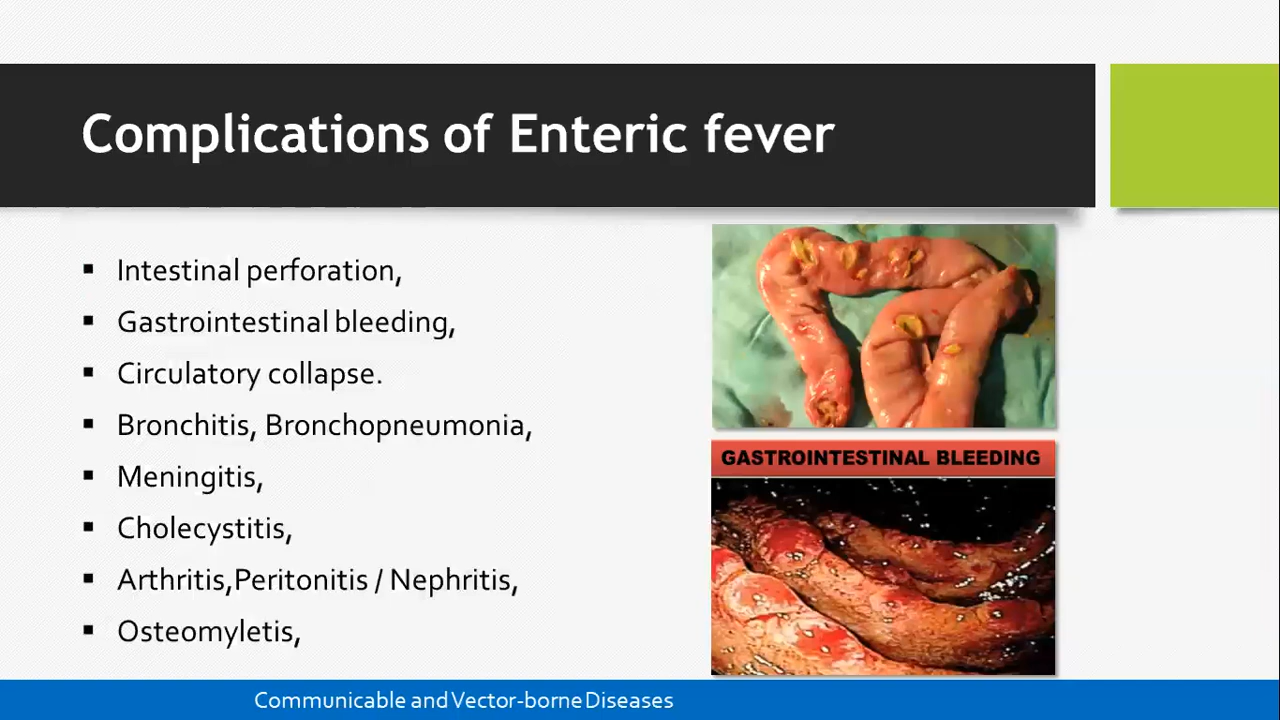 Complications of Enteric fever
Intestinal perforation,
Gastrointestinal bleeding,
Circulatory collapse.
Bronchitis, Bronchopneumonia,
Meningitis,
Cholecystitis,
Arthritis,Peritonitis / Nephritis,
Osteomyletis,
GASTROINTESTINAL BLEEDING
Communicable and Vector-borne Diseases